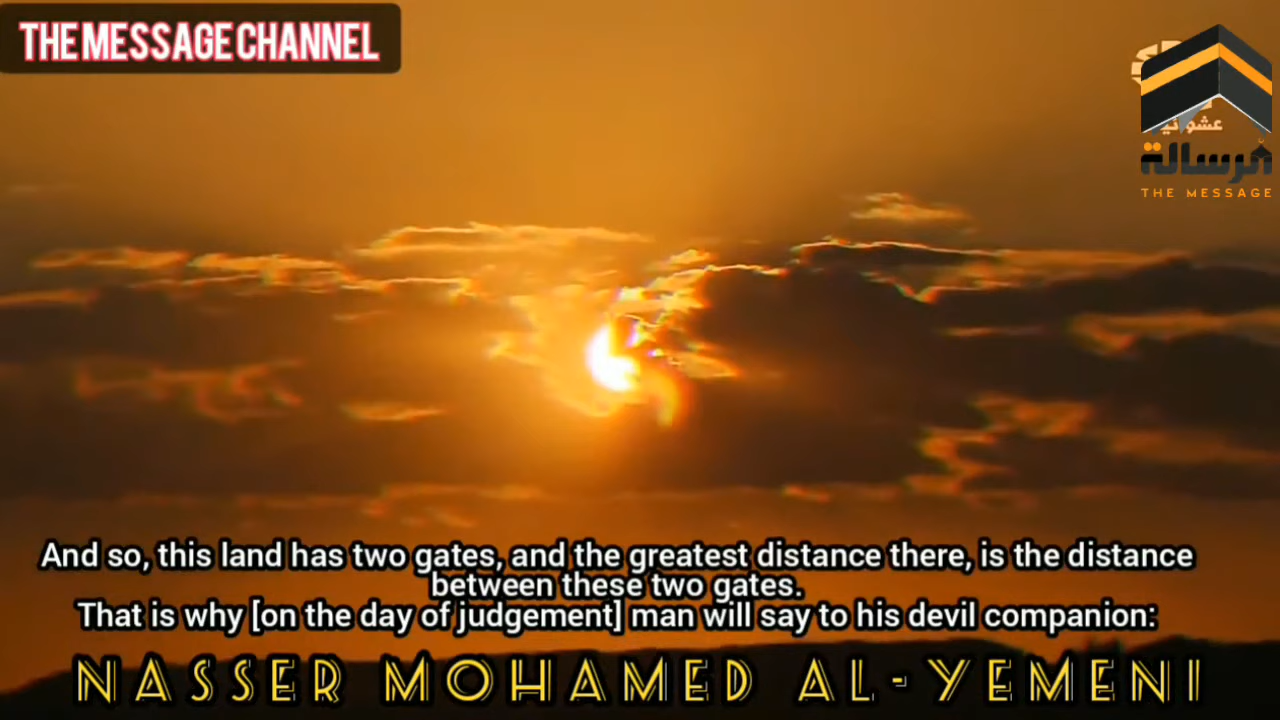 THE MESSAGE CHANNEL
الرسالة
THE MESSAGE
And so, this land has two gates, and the greatest distance there, is the distance
between these two gates.
That is why [on the day of judgement] man will say to his devil companion:
NASSER MOHAMED AL-YEMENI